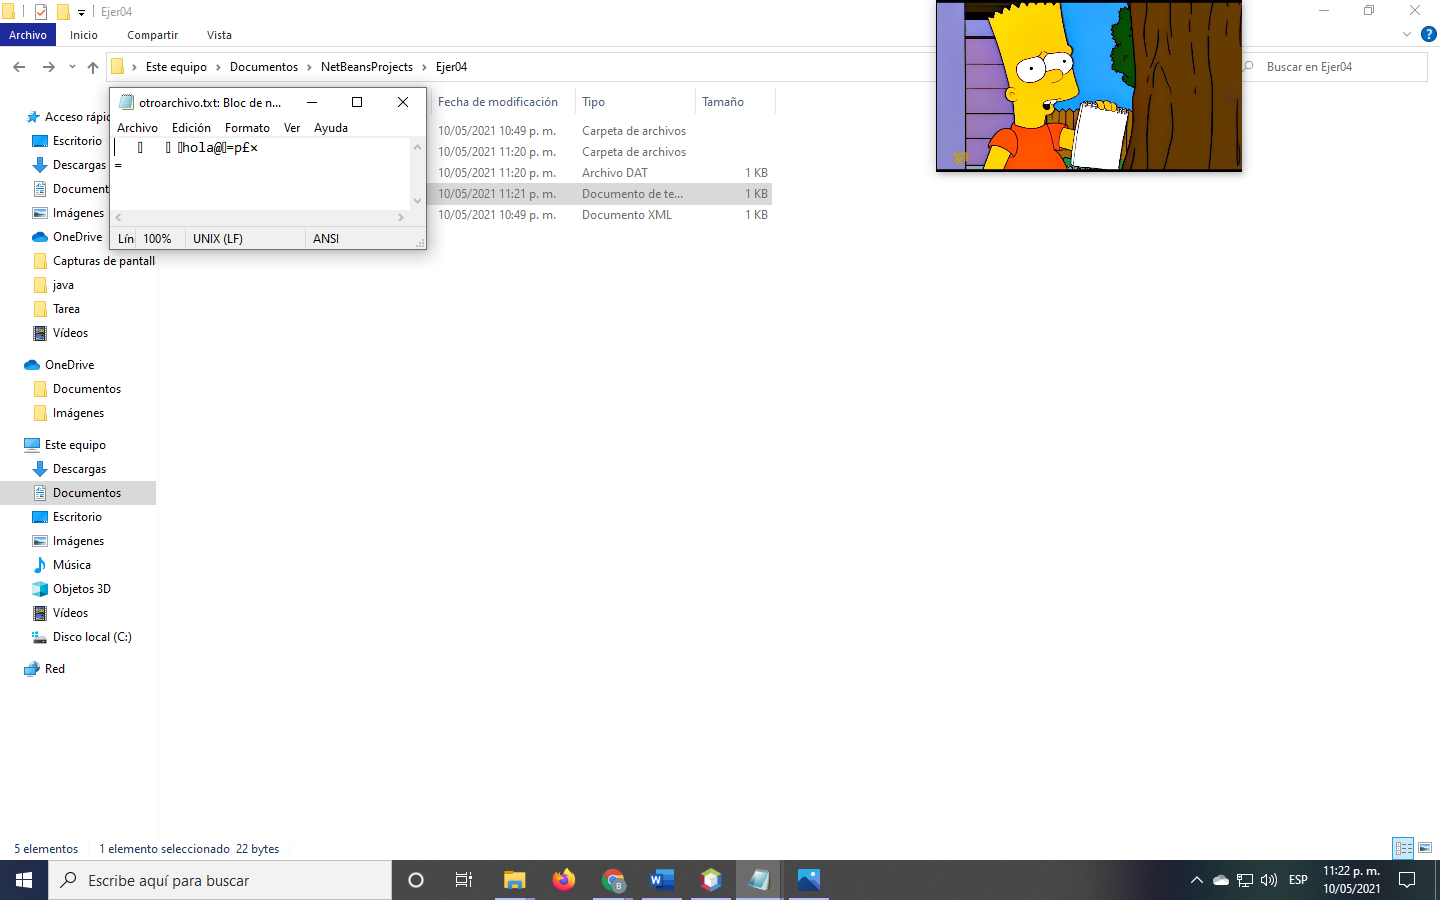 Ejer04
Archivo Inicio Compartir Vista
Este equipo Documentos NetBeansProjects Ejer04
Buscar en Ejer04
otroarchivo.txt: Bloc de n...
Archivo Edición Formato Ver Ayuda
hola@=p£×
=
100% UNIX (LF) ANSI
Fecha de modificación Tipo Tamaño
10/05/2021 10:49 p. m. Carpeta de archivos
10/05/2021 11:20 p. m. Carpeta de archivos
10/05/2021 11:20 p. m. Archivo DAT 1 KB
10/05/2021 11:21 p. m. Documento de te... 1 KB
10/05/2021 10:49 p. m. Documento XML 1 KB
Acceso rápic
Escritorio
Descargas
Document
Imágenes
OneDrive
Capturas de pantall
java
Tarea
Vídeos
OneDrive
Documentos
Imágenes
Este equipo
Descargas
Documentos
Escritorio
Imágenes
Música
Objetos 3D
Vídeos
Disco local (C:)
Red
5 elementos 1 elemento seleccionado 22 bytes
Escribe aquí para buscar
ESP
11:22 p. m.
10/05/2021